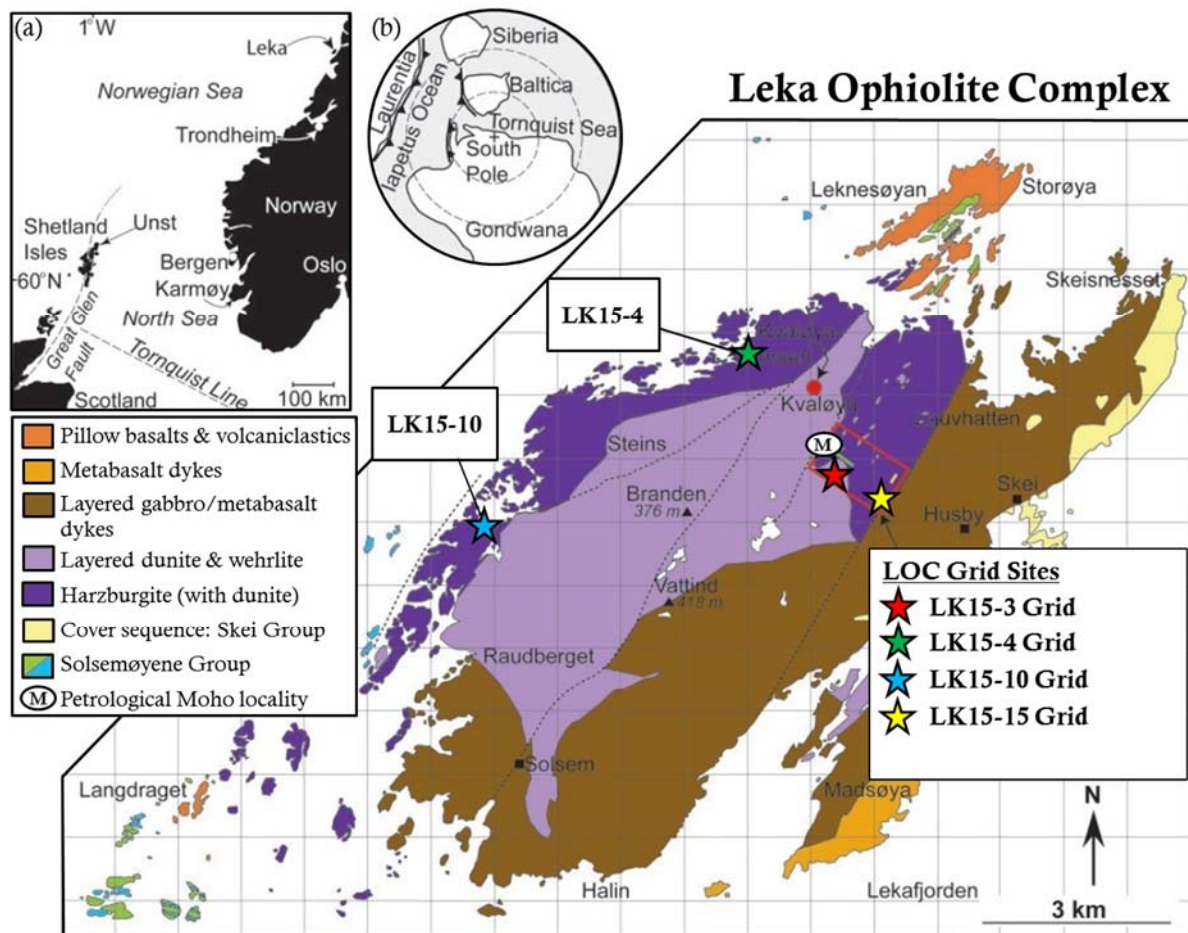 (a)
1°W
Leka
Norwegian Sea
Trondheim
Norway
Shetland
Isles
Unst
60°N
Bergen
Karmøy
Oslo
North Sea
Great Glen
Fault
Tornquist Line
Scotland
100 km
(b)
Siberia
Laurentia
Iapetus Ocean
Baltica
Tornquist Sea
South
Pole
Gondwana
Leka Ophiolite Complex
Pillow basalts & volcaniclastics
Metabasalt dykes
Layered gabbro/metabasalt
dykes
Layered dunite & wehrlite
Harzburgite (with dunite)
Cover sequence: Skei Group
Solsemøyene Group
M Petrological Moho locality
Leknesøyan
Storøya
Skeisnesset
LK15-4
LK15-10
Kvaløya
Steins
M
Branden
376 m
Skei
Husby
Vattind
418 m
Raudberget
Solsem
Langdraget
Madsøya
Halin
Lekafjorden
LOC Grid Sites
LK15-3 Grid
LK15-4 Grid
LK15-10 Grid
LK15-15 Grid
N
3 km